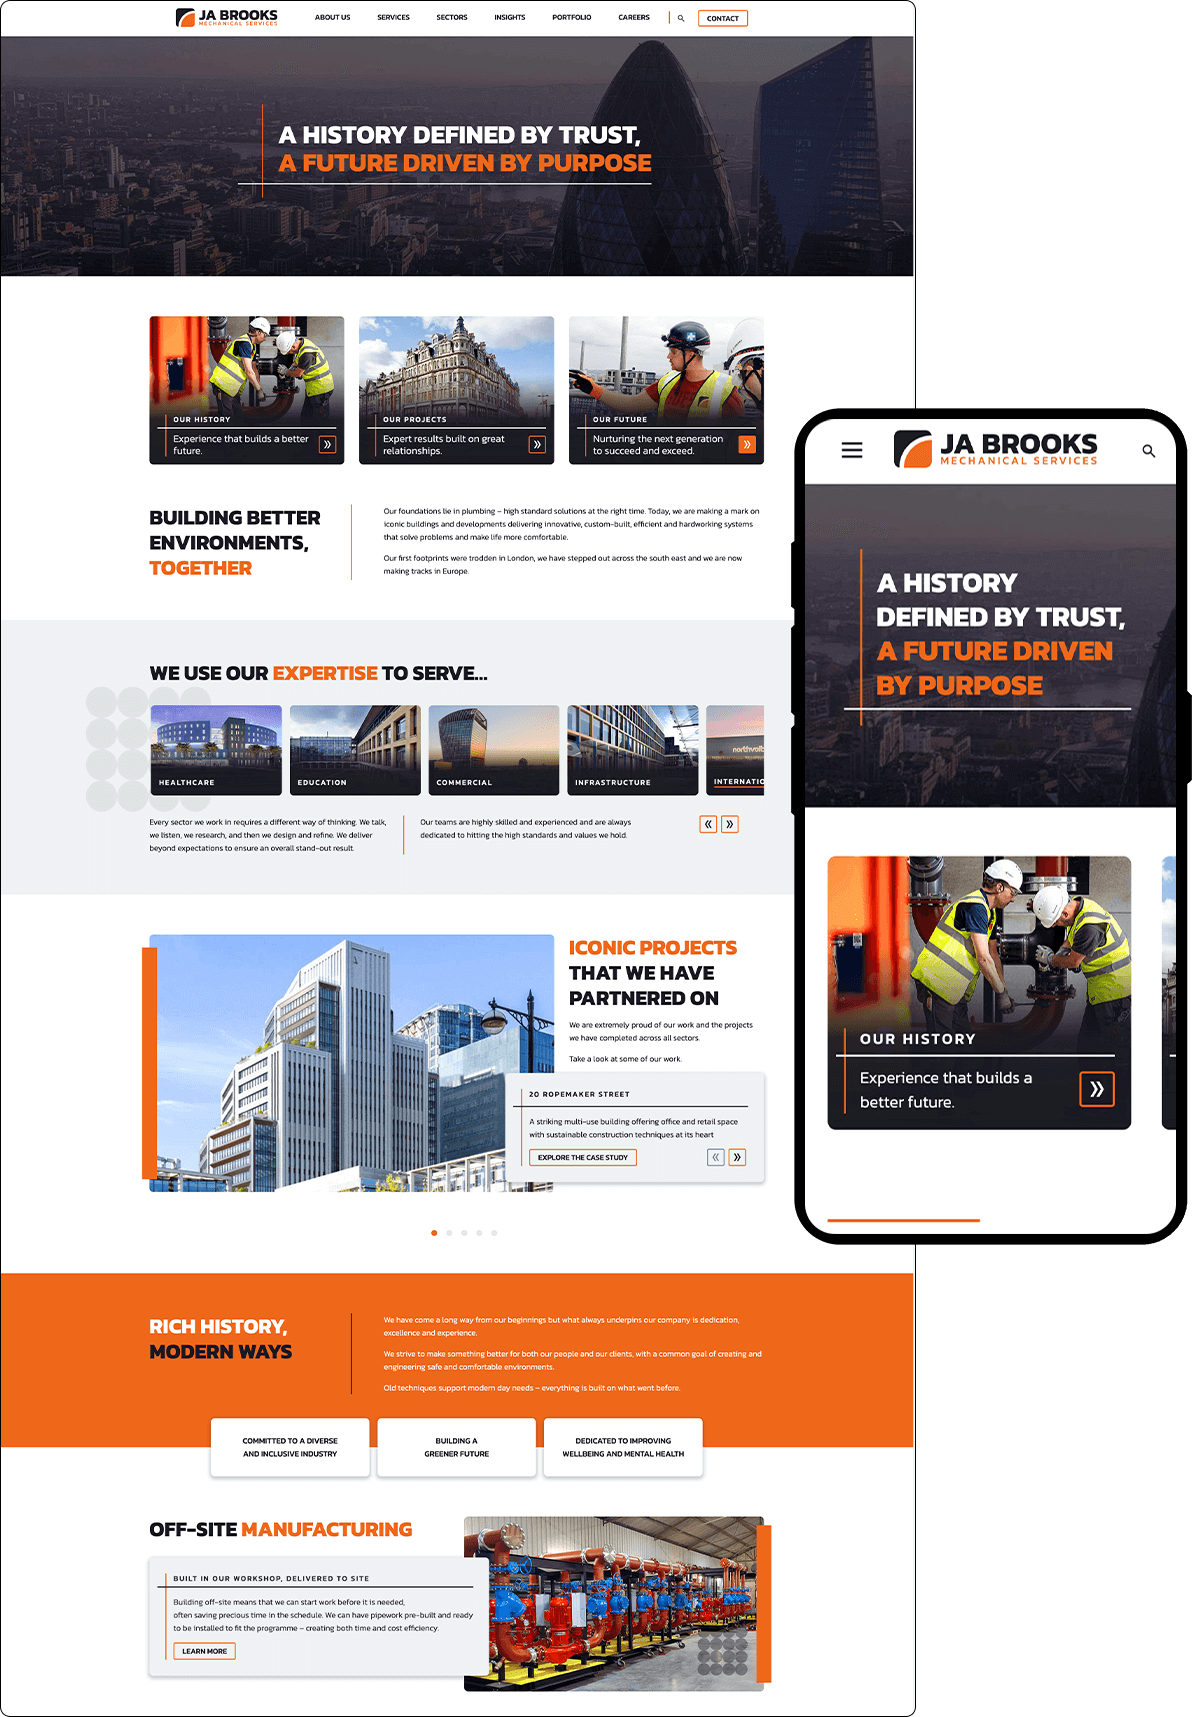 JA BROOKS
MECHANICAL SERVICES
ABOUT US
SERVICES
SECTORS
INSIGHTS
PORTFOLIO
CAREERS
CONTACT
A HISTORY DEFINED BY TRUST,
A FUTURE DRIVEN BY PURPOSE
OUR HISTORY
Experience that builds a better
future.
OUR PROJECTS
Expert results built on great
relationships.
OUR FUTURE
Nurturing the next generation
to succeed and exceed.
BUILDING BETTER
ENVIRONMENTS,
TOGETHER
Our foundations lie in plumbing – high standard solutions at the right time. Today, we are making a mark on
iconic buildings and developments delivering innovative, custom-built, efficient and hardworking systems
that solve problems and make life more comfortable.
Our first footprints were trodden in London, we have stepped out across the south east and we are now
making tracks in Europe.
WE USE OUR EXPERTISE TO SERVE...
HEALTHCARE
EDUCATION
COMMERCIAL
INFRASTRUCTURE
northvolt
INTERNATIO
Every sector we work in requires a different way of thinking. We talk,
we listen, we research, and then we design and refine. We deliver
beyond expectations to ensure an overall stand-out result.
Our teams are highly skilled and experienced and are always
dedicated to hitting the high standards and values we hold.
ICONIC PROJECTS
THAT WE HAVE
PARTNERED ON
We are extremely proud of our work and the projects
we have completed across all sectors.
Take a look at some of our work.
20 ROPEMAKER STREET
A striking multi-use building offering office and retail space
with sustainable construction techniques at its heart
EXPLORE THE CASE STUDY
RICH HISTORY,
MODERN WAYS
We have come a long way from our beginnings but what always underpins our company is dedication,
excellence and experience.
We strive to make something better for both our people and our clients, with a common goal of creating and
engineering safe and comfortable environments.
Old techniques support modern day needs – everything is built on what went before.
COMMITTED TO A DIVERSE
AND INCLUSIVE INDUSTRY
BUILDING A
GREENER FUTURE
DEDICATED TO IMPROVING
WELLBEING AND MENTAL HEALTH
OFF-SITE MANUFACTURING
BUILT IN OUR WORKSHOP, DELIVERED TO SITE
Building off-site means that we can start work before it is needed,
often saving precious time in the schedule. We can have pipework pre-built and ready
to be installed to fit the programme – creating both time and cost efficiency.
LEARN MORE
JA BROOKS
MECHANICAL SERVICES
A HISTORY
DEFINED BY TRUST,
A FUTURE DRIVEN
BY PURPOSE
OUR HISTORY
Experience that builds a
better future.